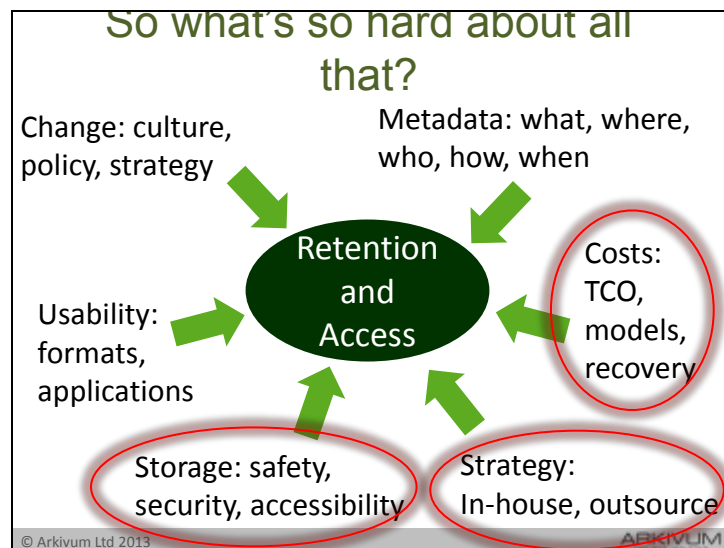 So what's so hard about all
that?
Change: culture,
policy, strategy
Metadata: what, where,
who, how, when
Retention
and
Access
Costs:
TCO,
models,
recovery
Usability:
formats,
applications
Storage: safety,
security, accessibility
Strategy:
In-house, outsource
© Arkivum Ltd 2013
ARKIVUM